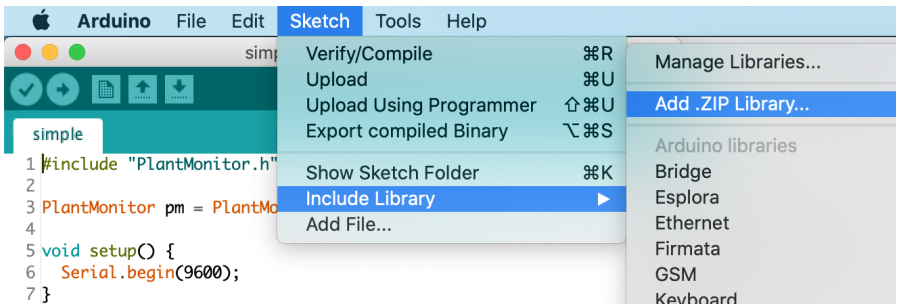 Arduino File Edit Sketch Tools Help
simp
Verify/Compile ⌘R
Upload ⌘U
Upload Using Programmer ⇧⌘U
Export compiled Binary ⌥⌘S
Show Sketch Folder ⌘K
Include Library ▶
Add File...
Manage Libraries...
Add .ZIP Library...
Arduino libraries
Bridge
Esplora
Ethernet
Firmata
GSM
Keyboard
simple
1 #include "PlantMonitor.h"
2
3 PlantMonitor pm = PlantMo
4
5 void setup() {
6 Serial.begin(9600);
7 }